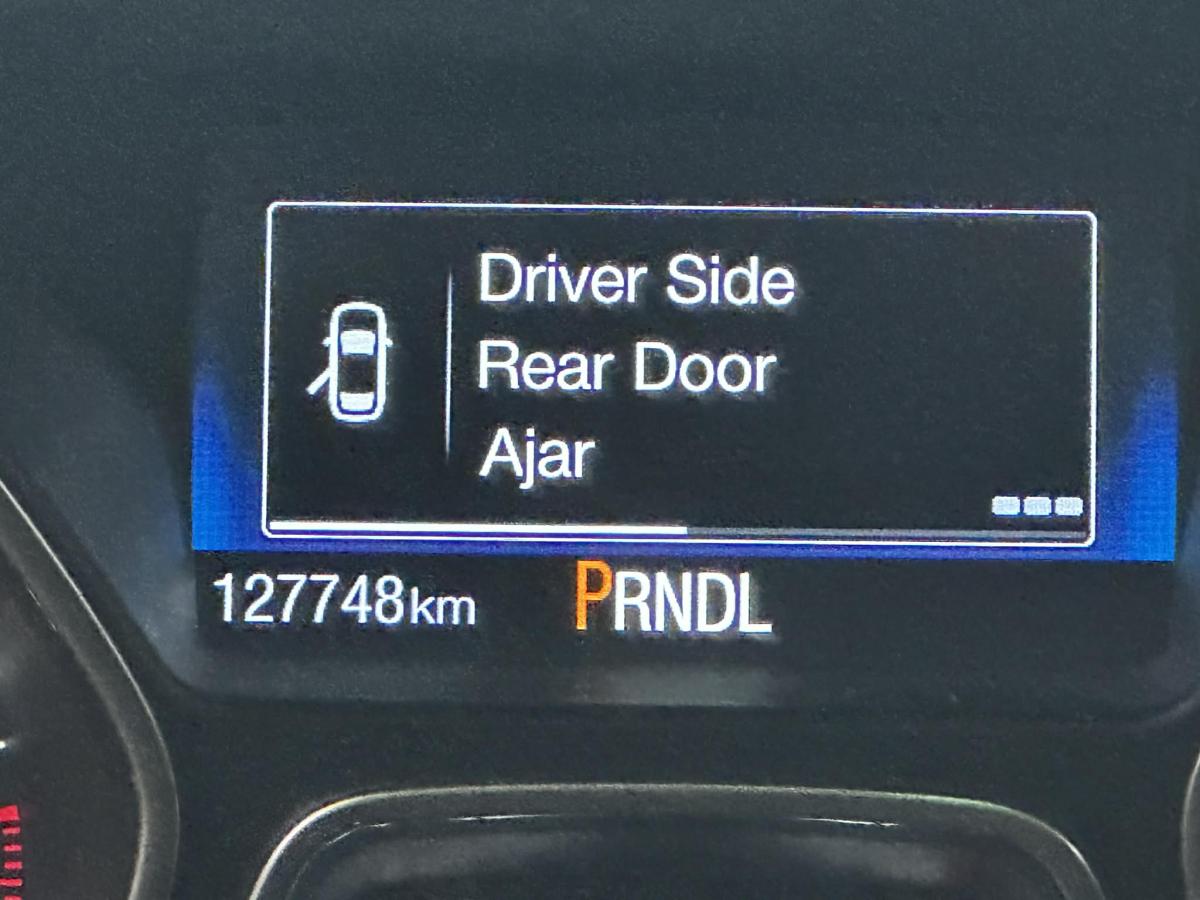 Driver Side
Rear Door
Ajar
127748km PRNDL